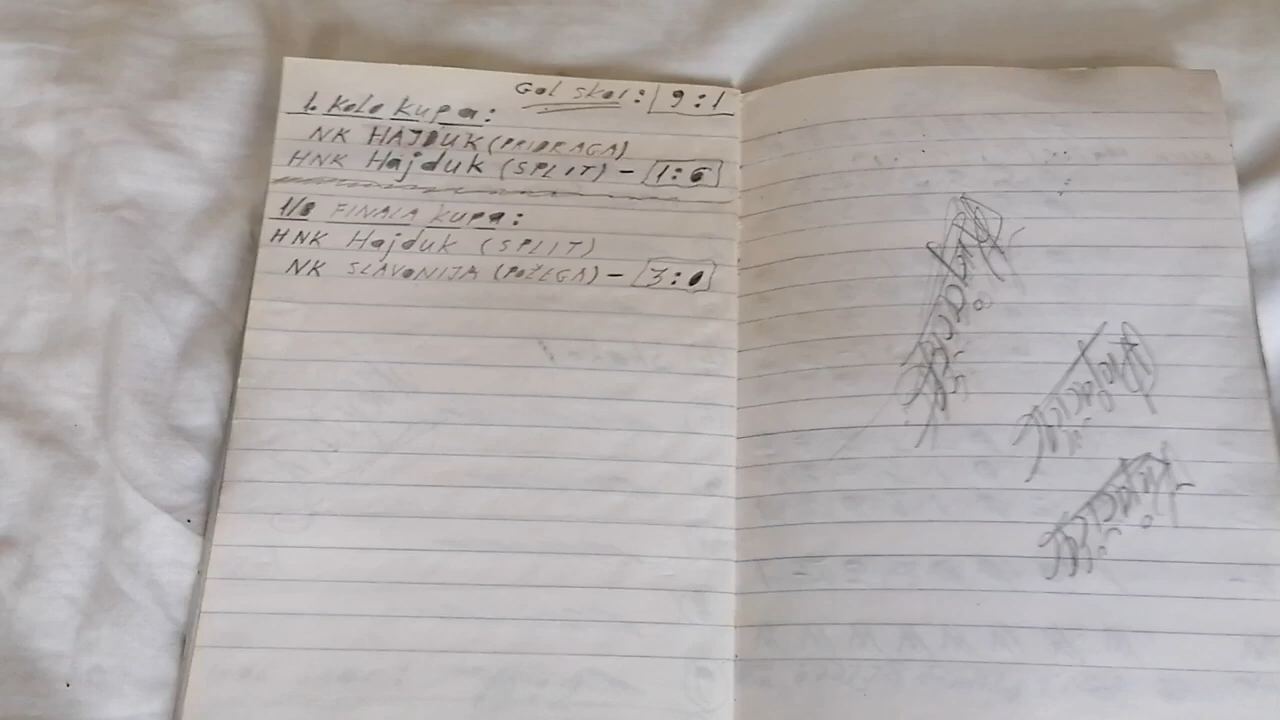 Gol skor: 9:1
1. Kolo kupa:
NK HAJDUK (PRIDRAGA)
HNK Hajduk (SPLIT) - 1:6
1/8 FINALA kupa:
HNK Hajduk (SPLIT)
NK SLAVONIJA (POŽEGA) - 3:0